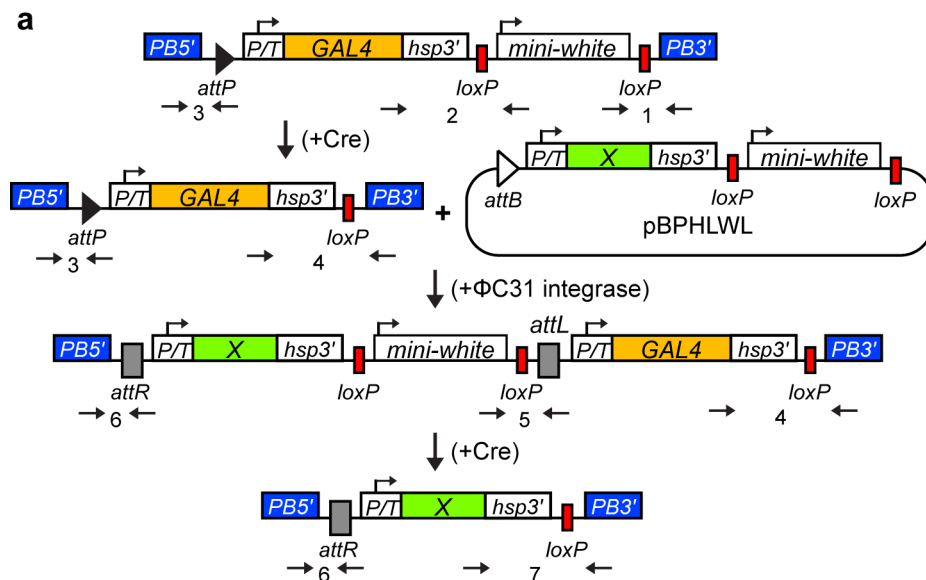 a
PB5' P/T GAL4 hsp3' mini-white PB3'
attP loxP loxP
3 2 1
(+Cre)
P/T X hsp3' mini-white
PB5' P/T GAL4 hsp3' PB3'
attB loxP loxP
+
attP loxP pBPHLWL
3 4
(+ΦC31 integrase)
attL
PB5' P/T X hsp3' mini-white P/T GAL4 hsp3' PB3'
attR loxP loxP loxP
6 5 4
(+Cre)
PB5' P/T X hsp3' PB3'
attR loxP
6 7